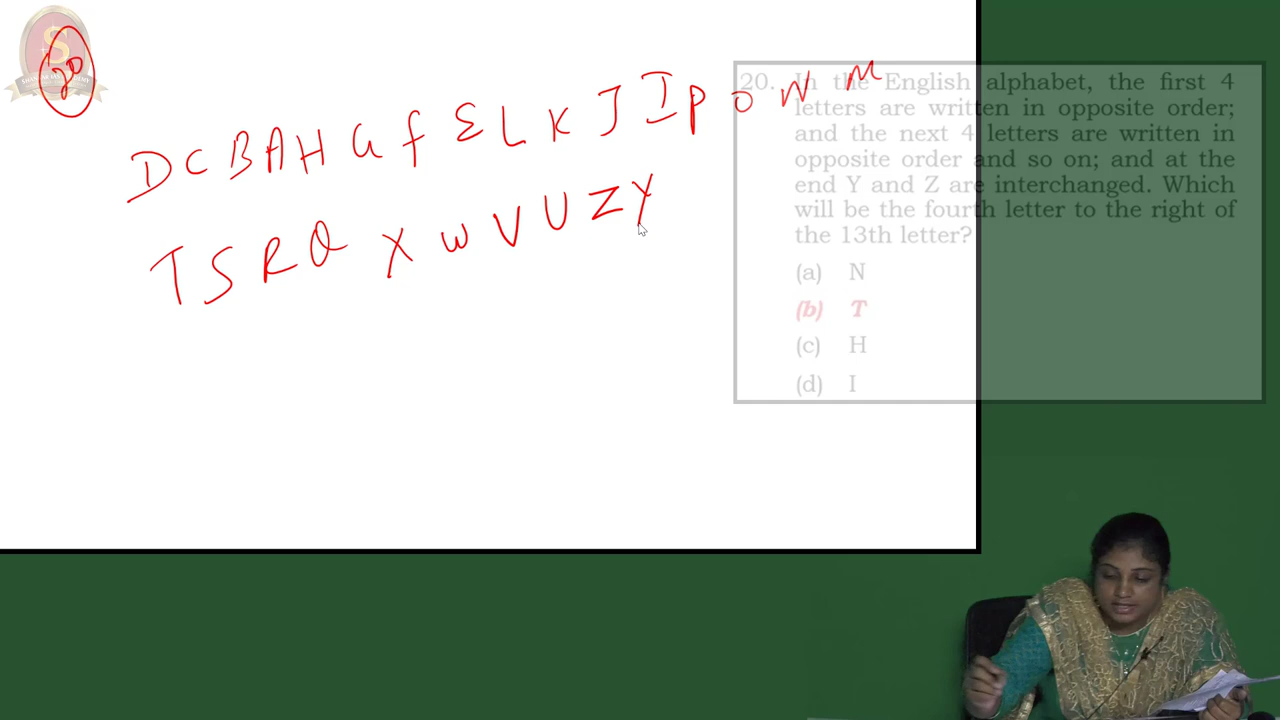 20
D C B A H G f E L K J I P O N M
T S R Q X W V U Z Y
20. In the English alphabet, the first 4
letters are written in opposite order;
and the next 4 letters are written in
opposite order and so on; and at the
end Y and Z are interchanged. Which
will be the fourth letter to the right of
the 13th letter?
(a) N
(b) T
(c) H
(d) I